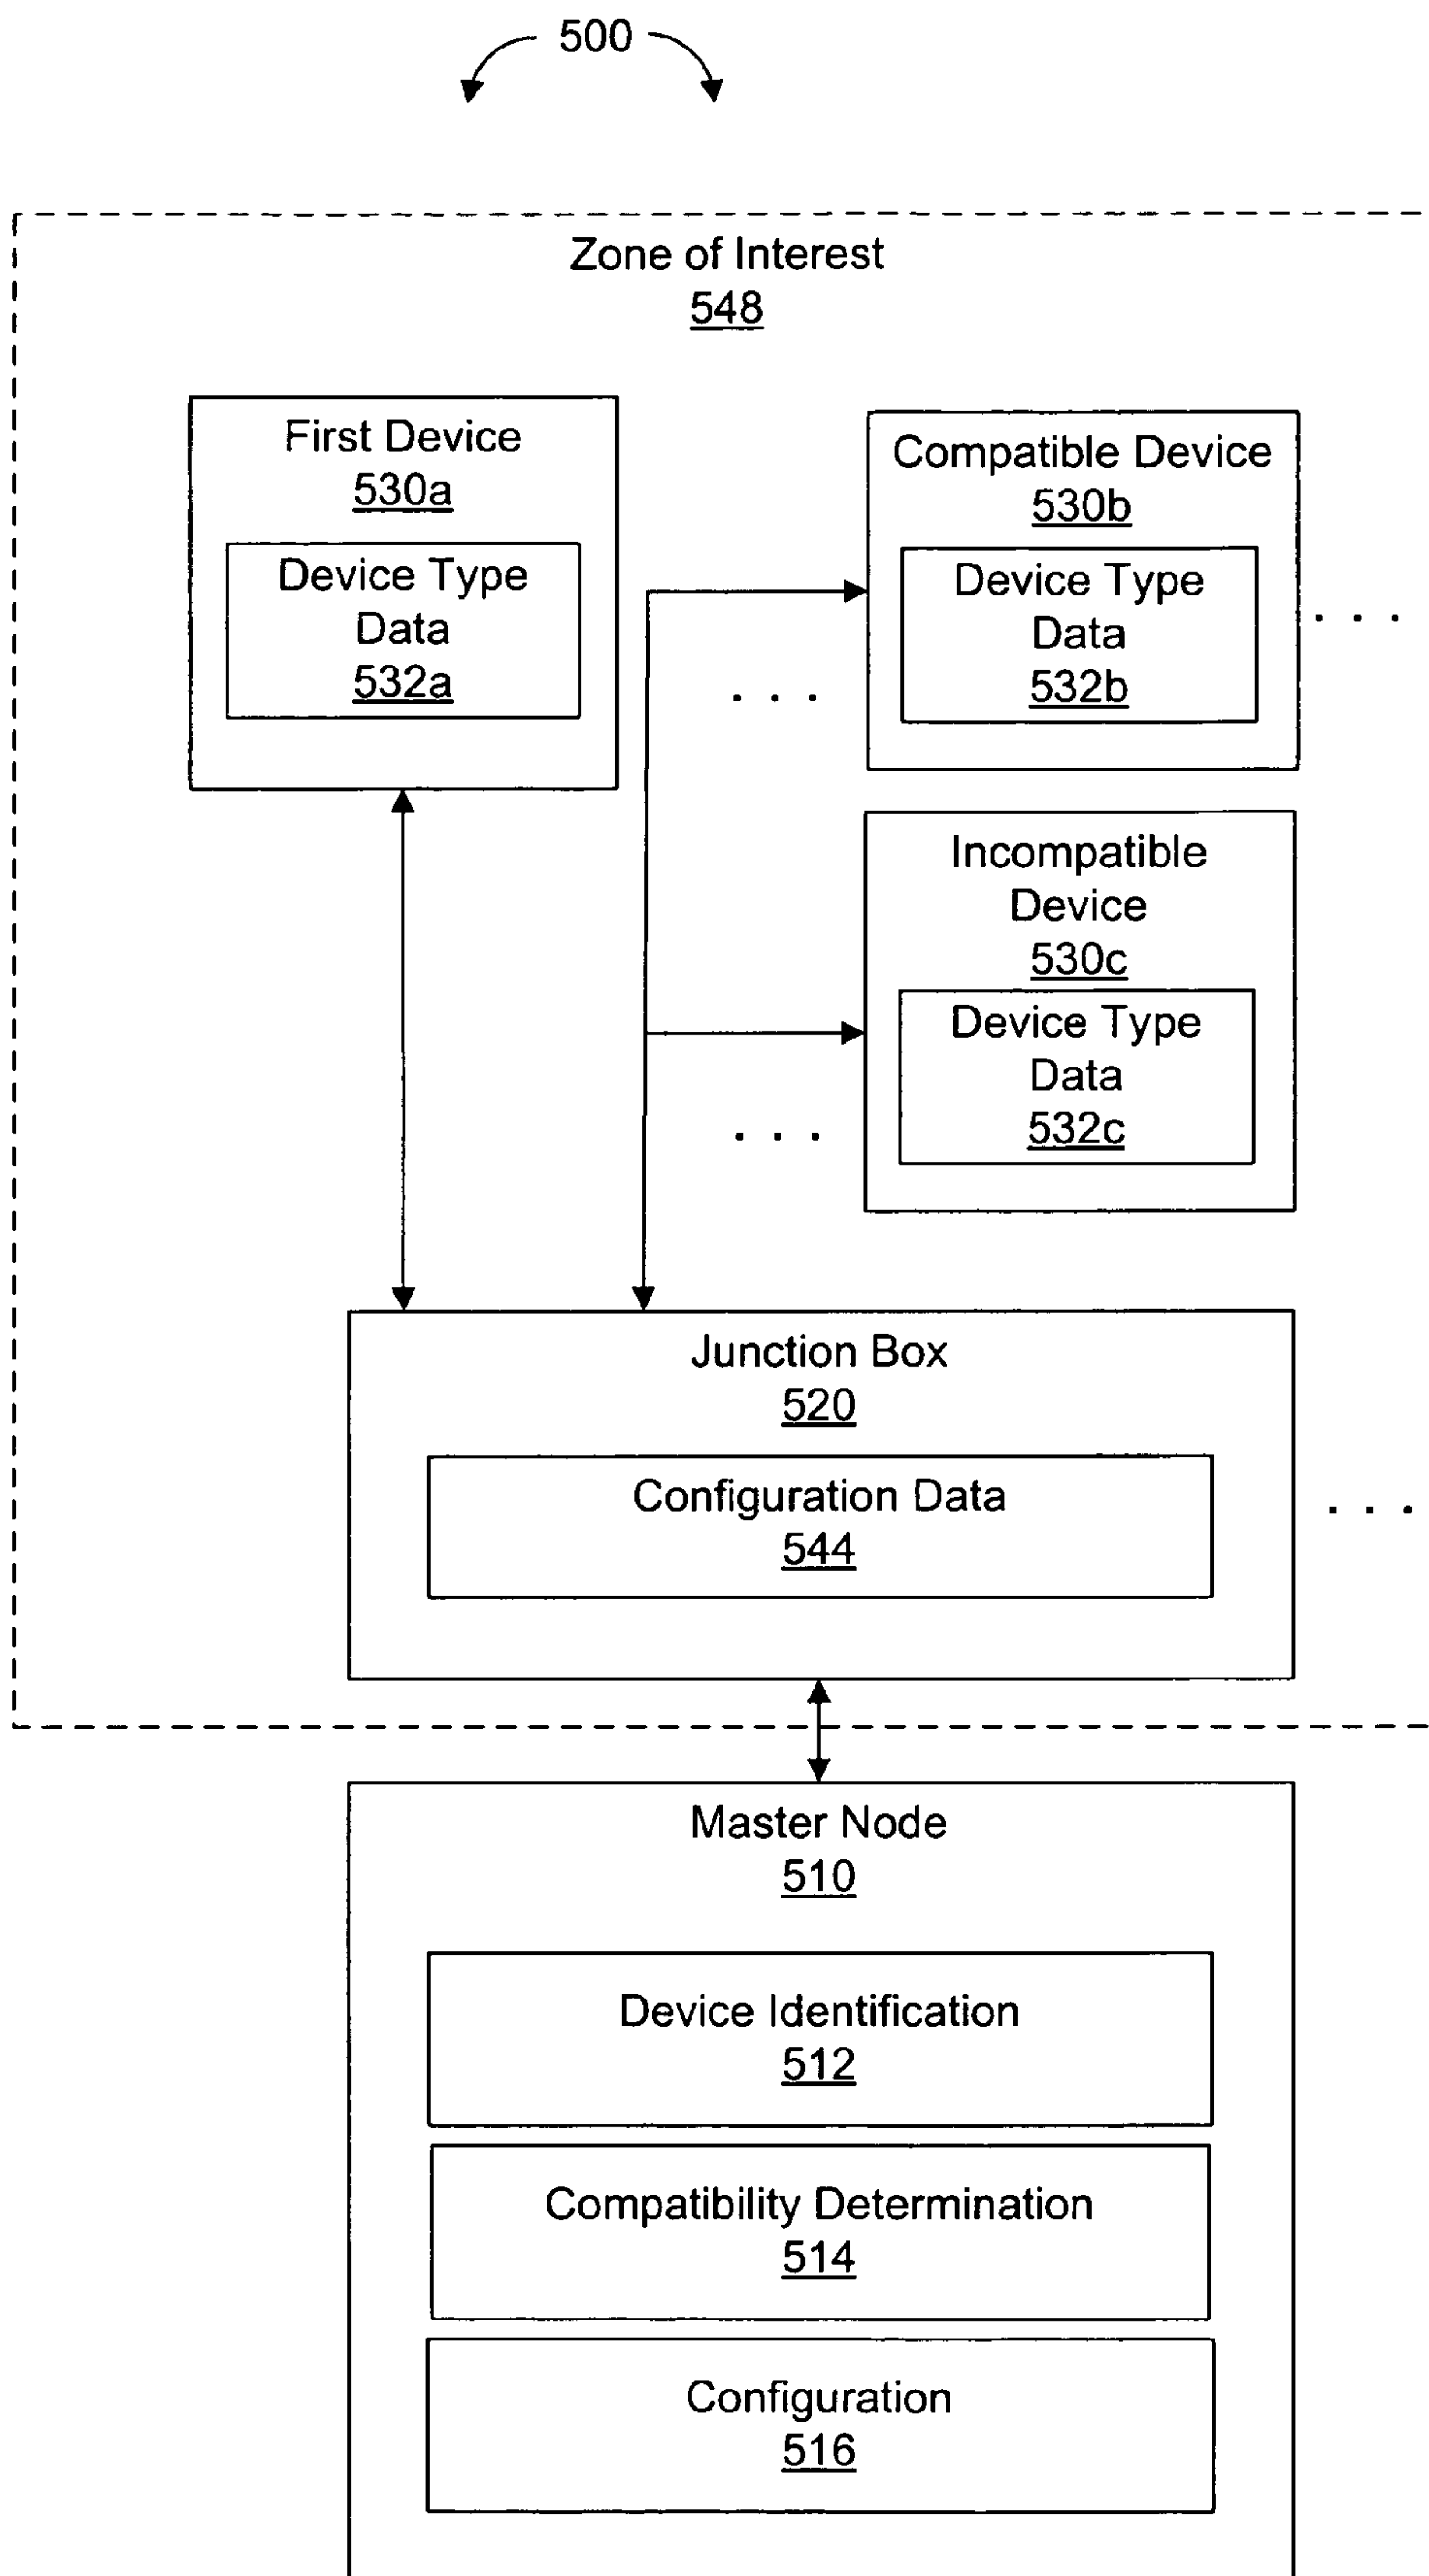 500
Zone of Interest
548
First Device
530a
Device Type
Data
532a
Compatible Device
530b
Device Type
Data
532b
. . .
. . .
Incompatible
Device
530c
Device Type
Data
532c
. . .
Junction Box
520
Configuration Data
544
. . .
Master Node
510
Device Identification
512
Compatibility Determination
514
Configuration
516